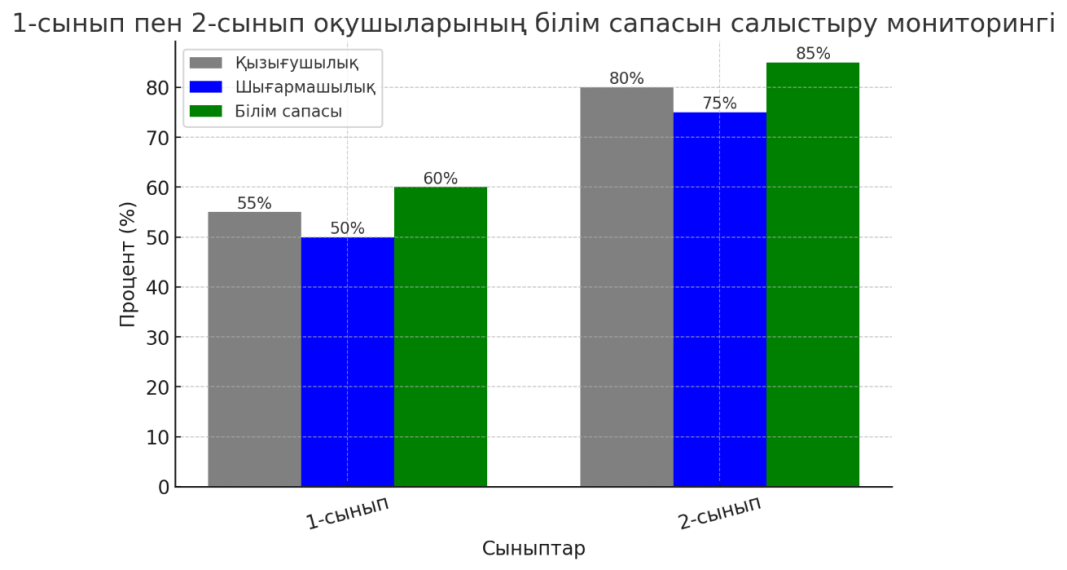 1-сынып пен 2-сынып оқушыларының білім сапасын салыстыру мониторингі
Қызығушылық
Шығармашылық
Білім сапасы
Процент (%)
80
70
60
50
40
30
20
10
0
55%
50%
60%
80%
75%
85%
1-сынып
2-сынып
Сыныптар